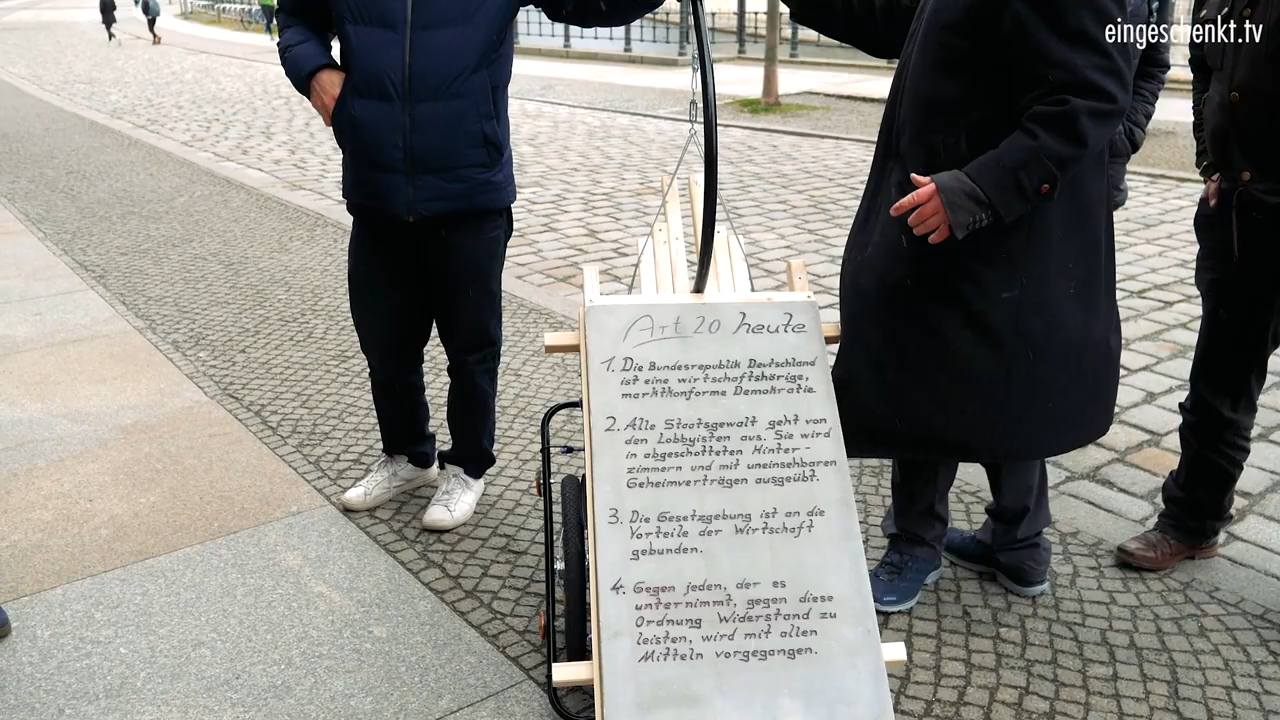 eingeschenkt.tv
Art 20 heute
1. Die Bundesrepublik Deutschland
ist eine wirtschaftshörige,
marktkonforme Demokratie.
2. Alle Staatsgewalt geht von
den Lobbyisten aus. Sie wird
in abgeschotteten Hinter-
zimmern und mit uneinsehbaren
Geheimverträgen ausgeübt.
3. Die Gesetzgebung ist an die
Vorteile der Wirtschaft
gebunden.
4. Gegen jeden, der es
unternimmt, gegen diese
Ordnung Widerstand zu
leisten, wird mit allen
Mitteln vorgegangen.